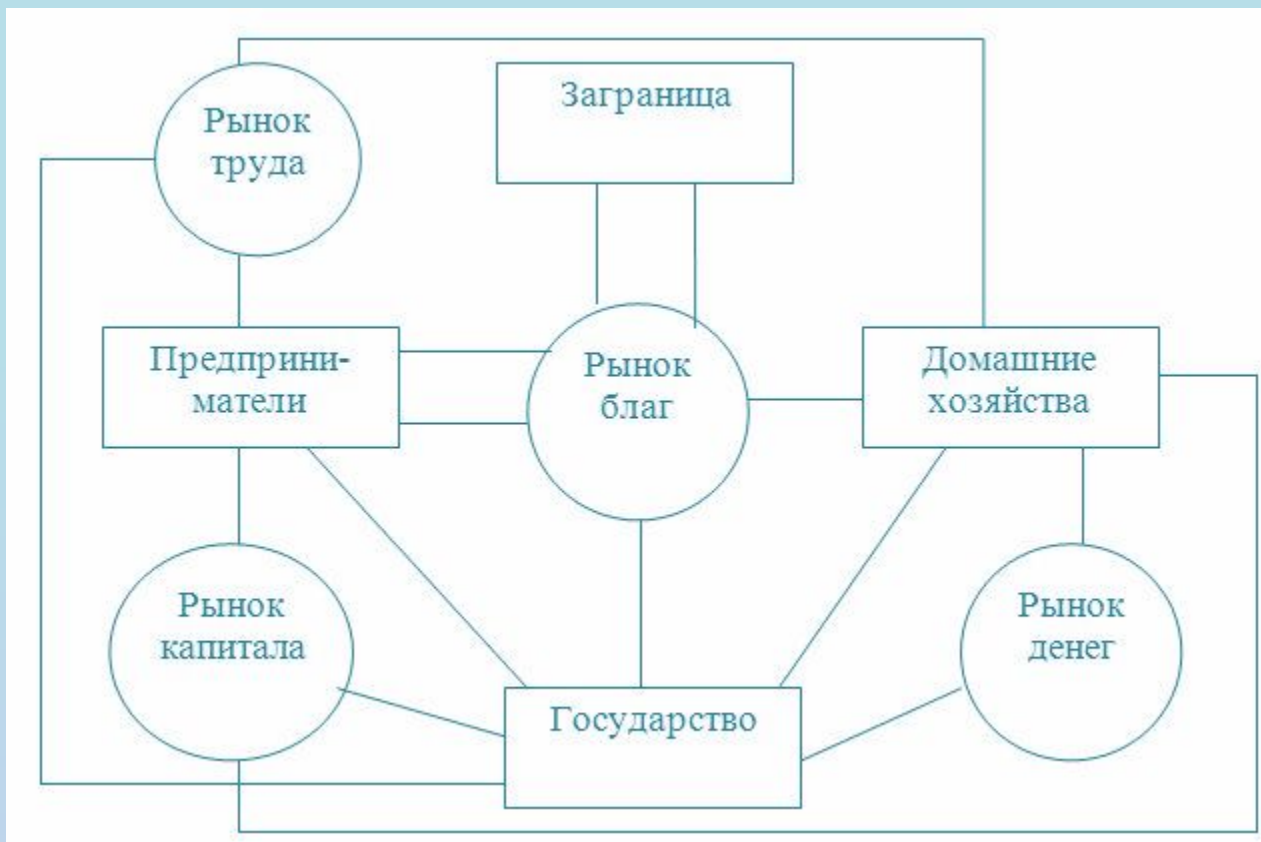 Рынок
труда
Заграница
Предприни-
матели
Рынок
благ
Домашние
хозяйства
Рынок
капитала
Рынок
денег
Государство